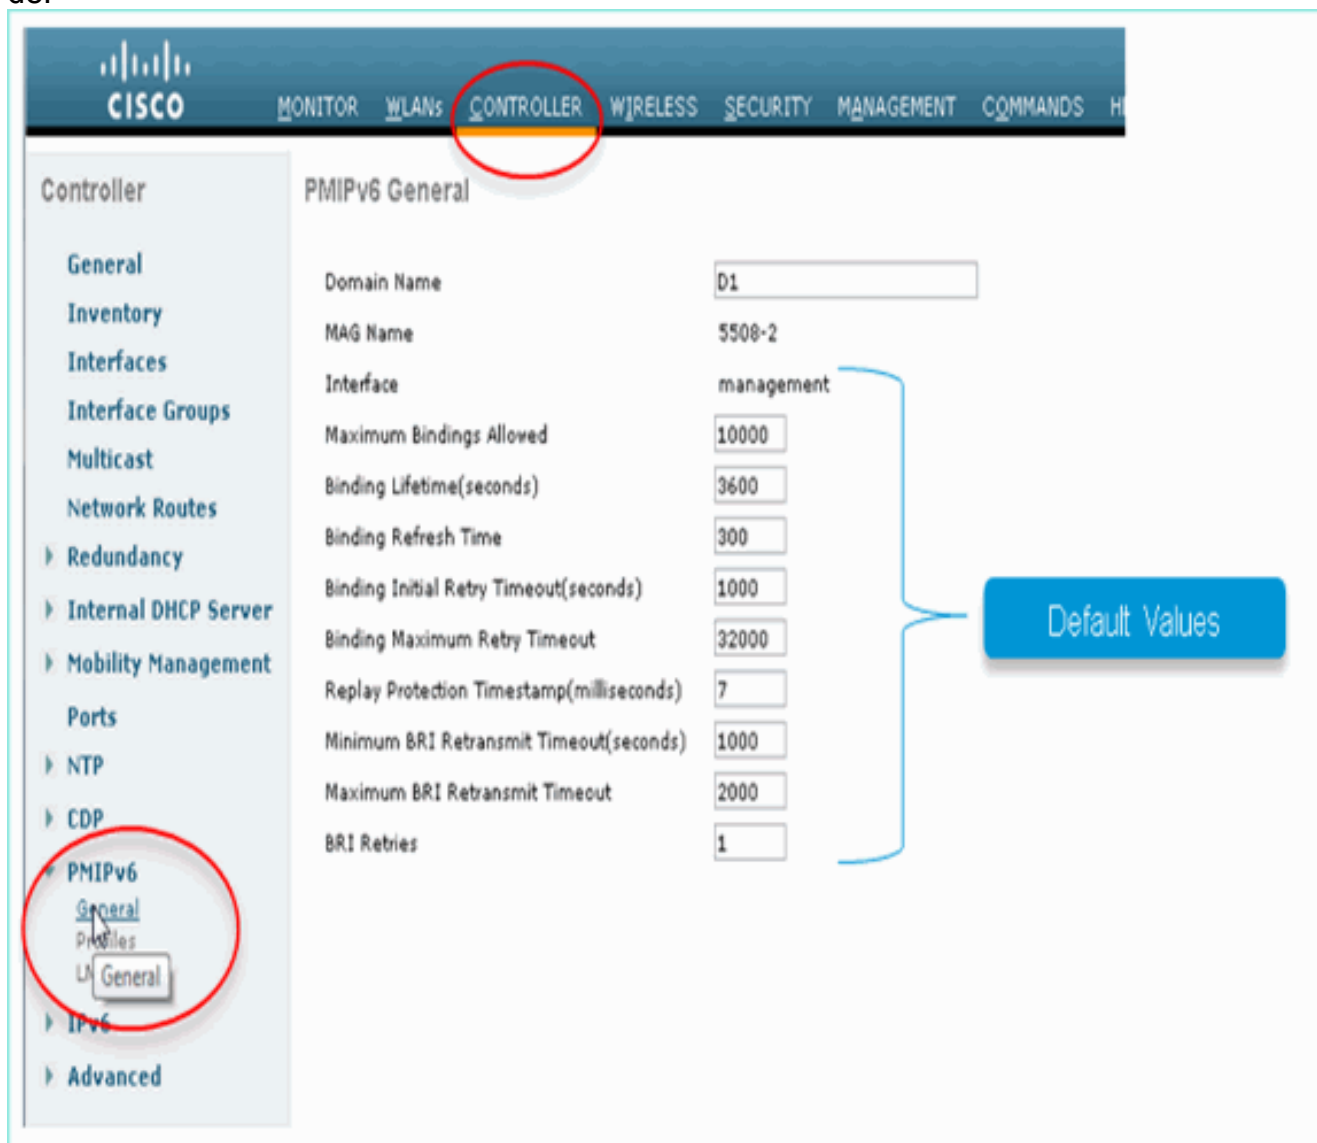 CISCO
MONITOR WLANs CONTROLLER WIRELESS SECURITY MANAGEMENT COMMANDS
Controller
General
Inventory
Interfaces
Interface Groups
Multicast
Network Routes
Redundancy
Internal DHCP Server
Mobility Management
Ports
NTP
CDP
PMIPv6
General
Profiles
General
IPv6
Advanced
PMIPv6 General
Domain Name D1
MAG Name 5508-2
Interface management
Maximum Bindings Allowed 10000
Binding Lifetime(seconds) 3600
Binding Refresh Time 300
Binding Initial Retry Timeout(seconds) 1000
Binding Maximum Retry Timeout 32000
Replay Protection Timestamp(milliseconds) 7
Minimum BRI Retransmit Timeout(seconds) 1000
Maximum BRI Retransmit Timeout 2000
BRI Retries 1
Default Values